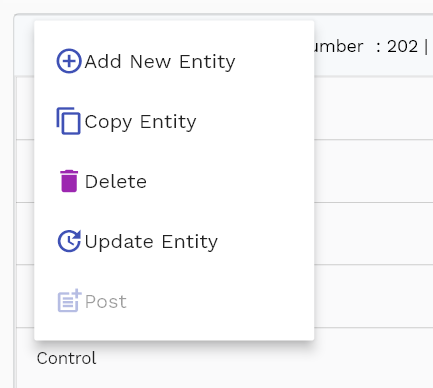 umber : 202 |
Add New Entity
Copy Entity
Delete
Update Entity
Post
Control